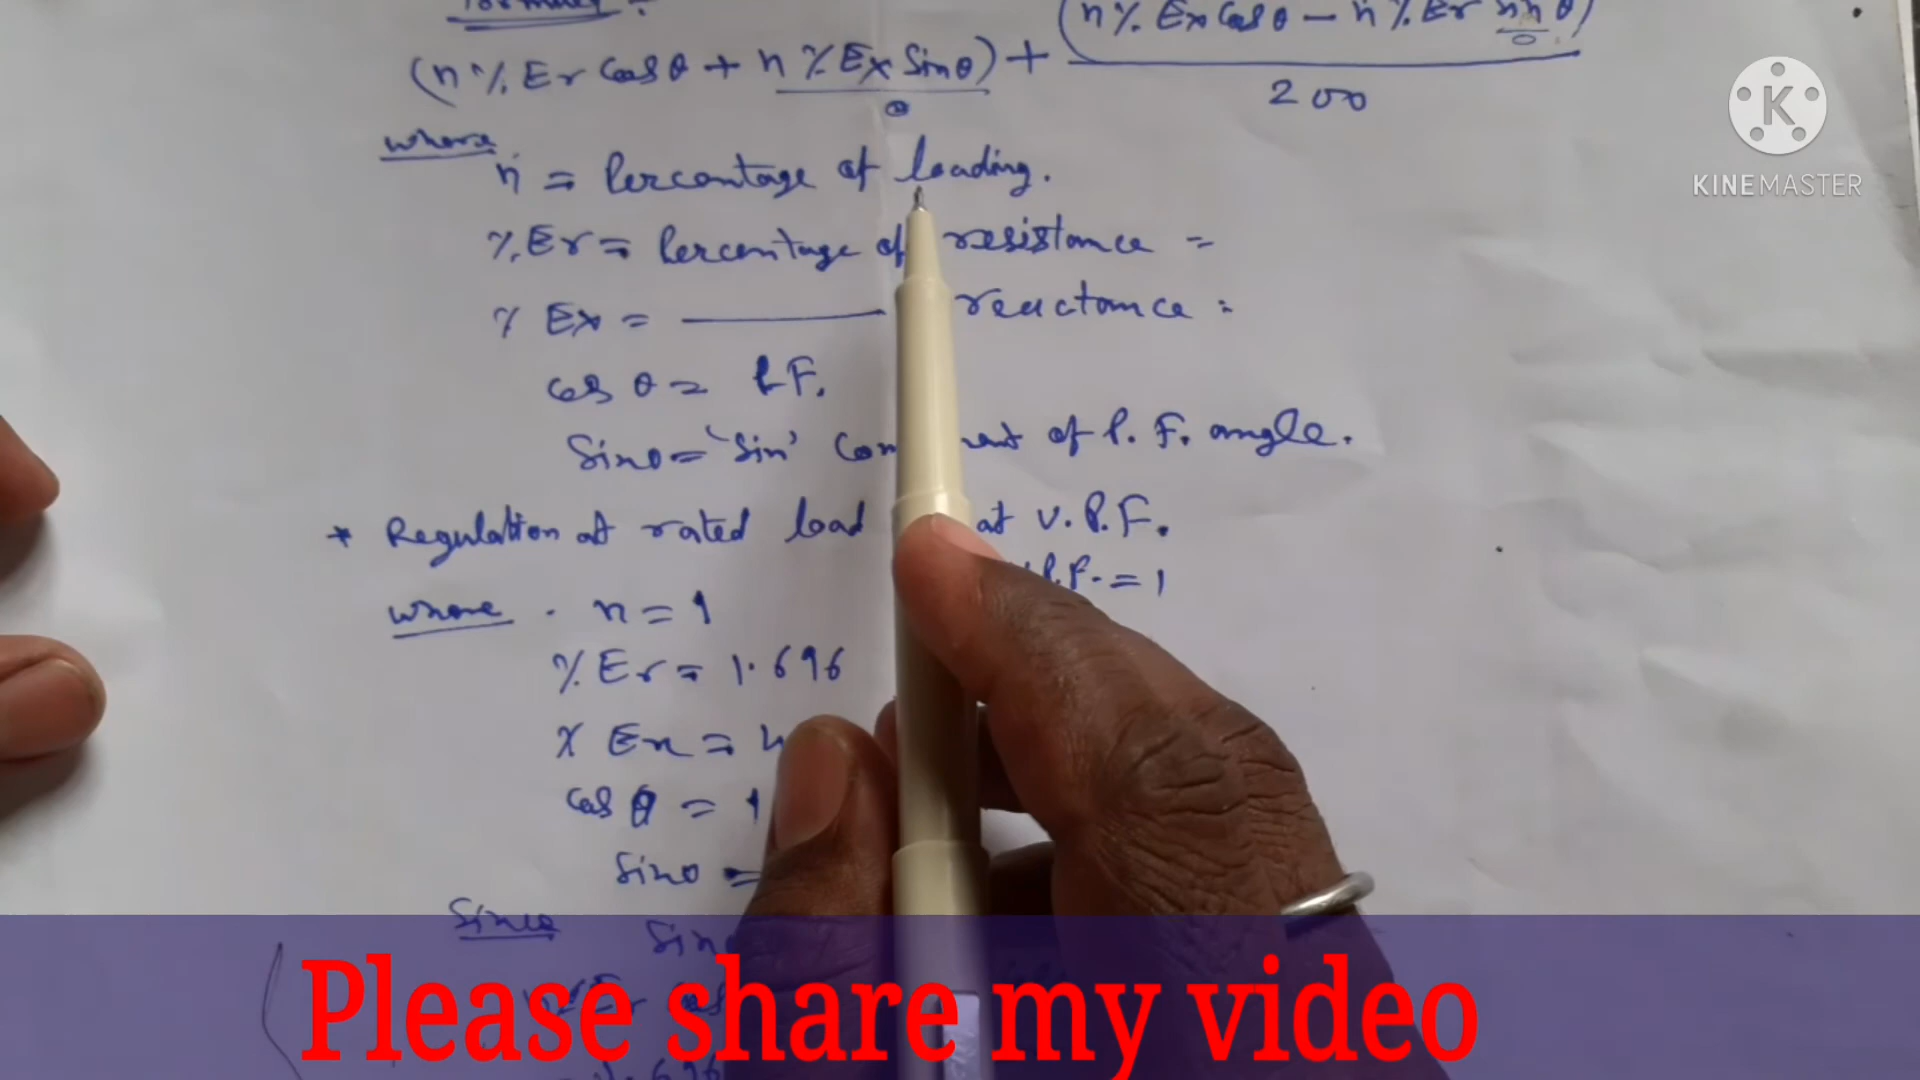 Formula :
(n % Er Cosθ + n % Ex Sinθ) + (n % Ex Cosθ - n % Er sin θ)
200
where
n = Percentage of loading.
% Er = Percentage of resistance =
% Ex = ——— reactance =
cos θ = P.F.
Sinθ = 'Sin' of P. F. angle.
* Regulation at rated load at U.P.F.
P.F. = 1
where . n = 1
% Er = 1.696
% Ex = 4
cos θ = 1
Sinθ =
Since Sinθ
KINEMASTER
Please share my video